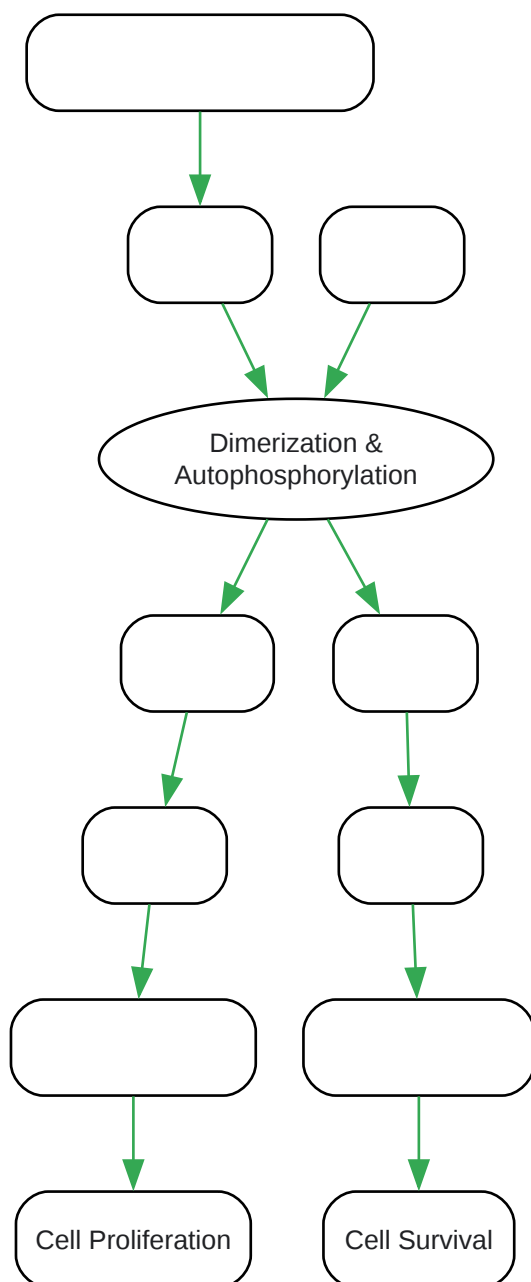 Dimerization &
Autophosphorylation
Cell Proliferation
Cell Survival